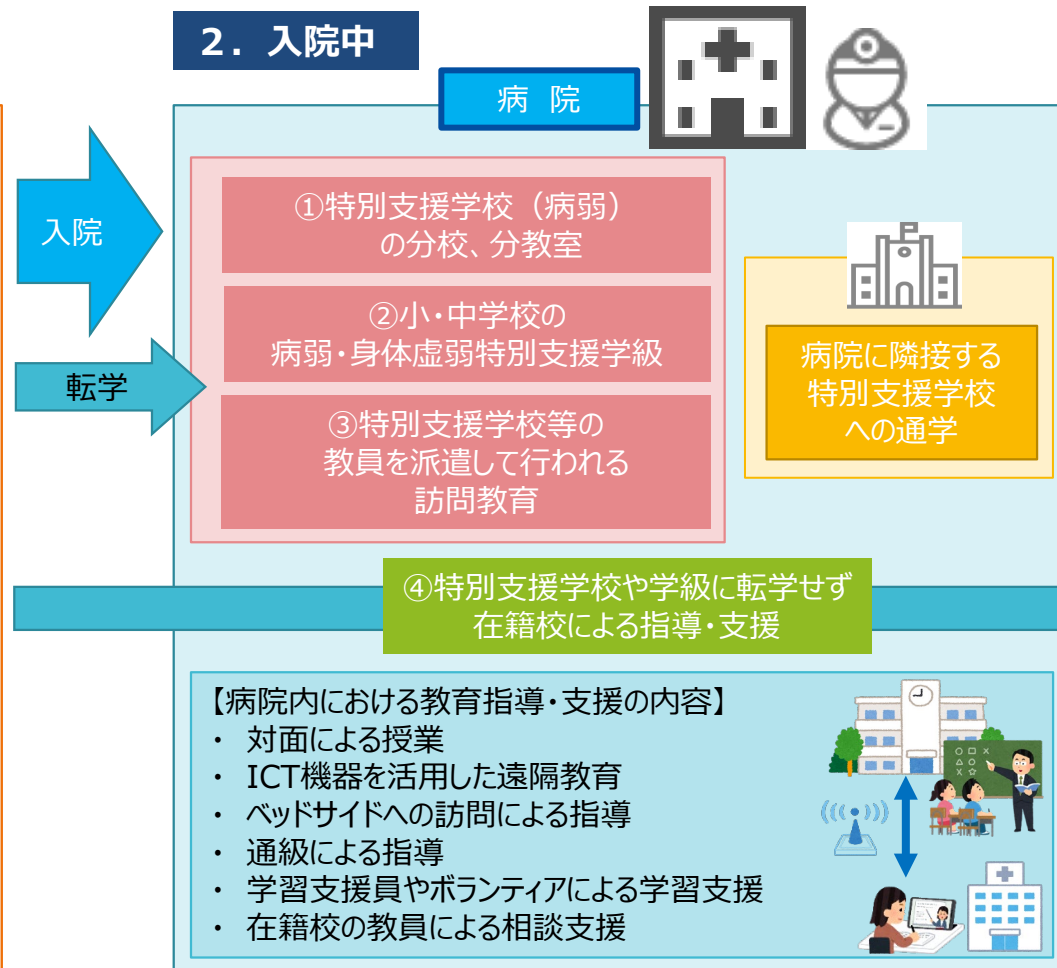 ２．入院中
病 院
入院
転学
①特別支援学校（病弱）
の分校、分教室
②小・中学校の
病弱・身体虚弱特別支援学級
③特別支援学校等の
教員を派遣して行われる
訪問教育
病院に隣接する
特別支援学校
への通学
④特別支援学校や学級に転学せず
在籍校による指導・支援
【病院内における教育指導・支援の内容】
・ 対面による授業
・ ICT機器を活用した遠隔教育
・ ベッドサイドへの訪問による指導
・ 通級による指導
・ 学習支援員やボランティアによる学習支援
・ 在籍校の教員による相談支援